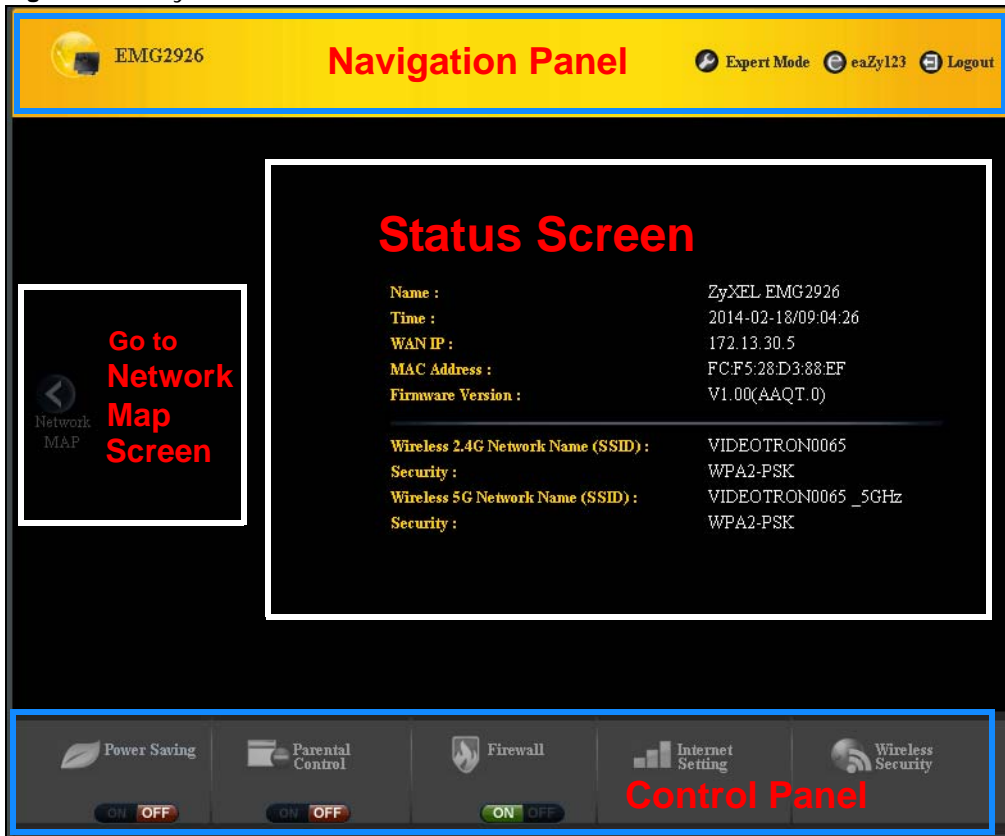 EMG2926
Navigation Panel
Expert Mode
eaZy123
Logout
Status Screen
Name : ZyXEL EMG2926
Time : 2014-02-18/09:04:26
WAN IP : 172.13.30.5
MAC Address : FC:F5:28:D3:88:EF
Firmware Version : V1.00(AAQT.0)
Wireless 2.4G Network Name (SSID) : VIDEOTRON0065
Security : WPA2-PSK
Wireless 5G Network Name (SSID) : VIDEOTRON0065 _5GHz
Security : WPA2-PSK
Go to
Network
Map
Screen
Network
MAP
Power Saving
ON OFF
Parental
Control
ON OFF
Firewall
ON OFF
Internet
Setting
Wireless
Security
Control Panel